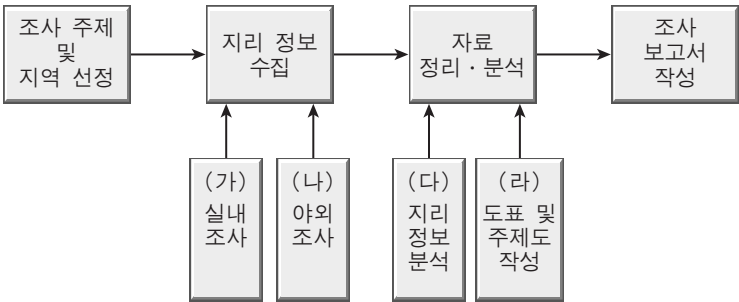 조사 주제
및
지역 선정
지리 정보
수집
자료
정리·분석
조사
보고서
작성
(가)
실내
조사
(나)
야외
조사
(다)
지리
정보
분석
(라)
도표 및
주제도
작성